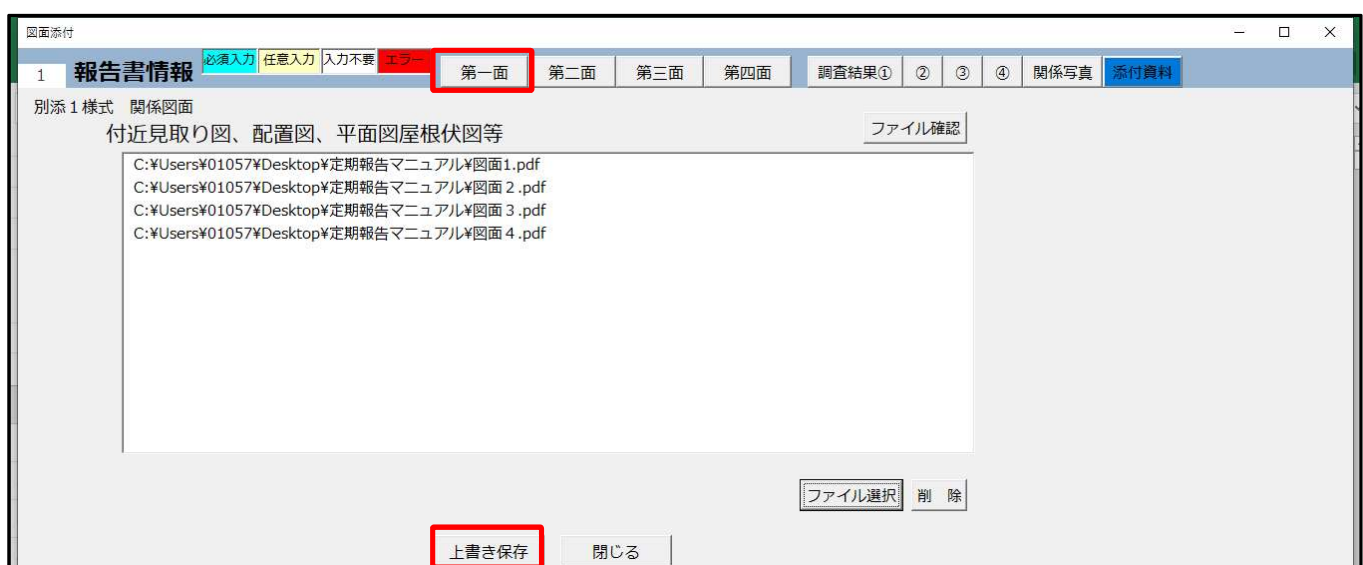 図面添付
1 報告書情報 必須入力 任意入力 入力不要 エラー 第一面 第二面 第三面 第四面 調査結果① ② ③ ④ 関係写真 添付資料
別添1様式 関係図面
付近見取り図、配置図、平面図屋根伏図等 ファイル確認
C:¥Users¥01057¥Desktop¥定期報告マニュアル¥図面1.pdf
C:¥Users¥01057¥Desktop¥定期報告マニュアル¥図面２.pdf
C:¥Users¥01057¥Desktop¥定期報告マニュアル¥図面３.pdf
C:¥Users¥01057¥Desktop¥定期報告マニュアル¥図面４.pdf
ファイル選択 削 除
上書き保存 閉じる